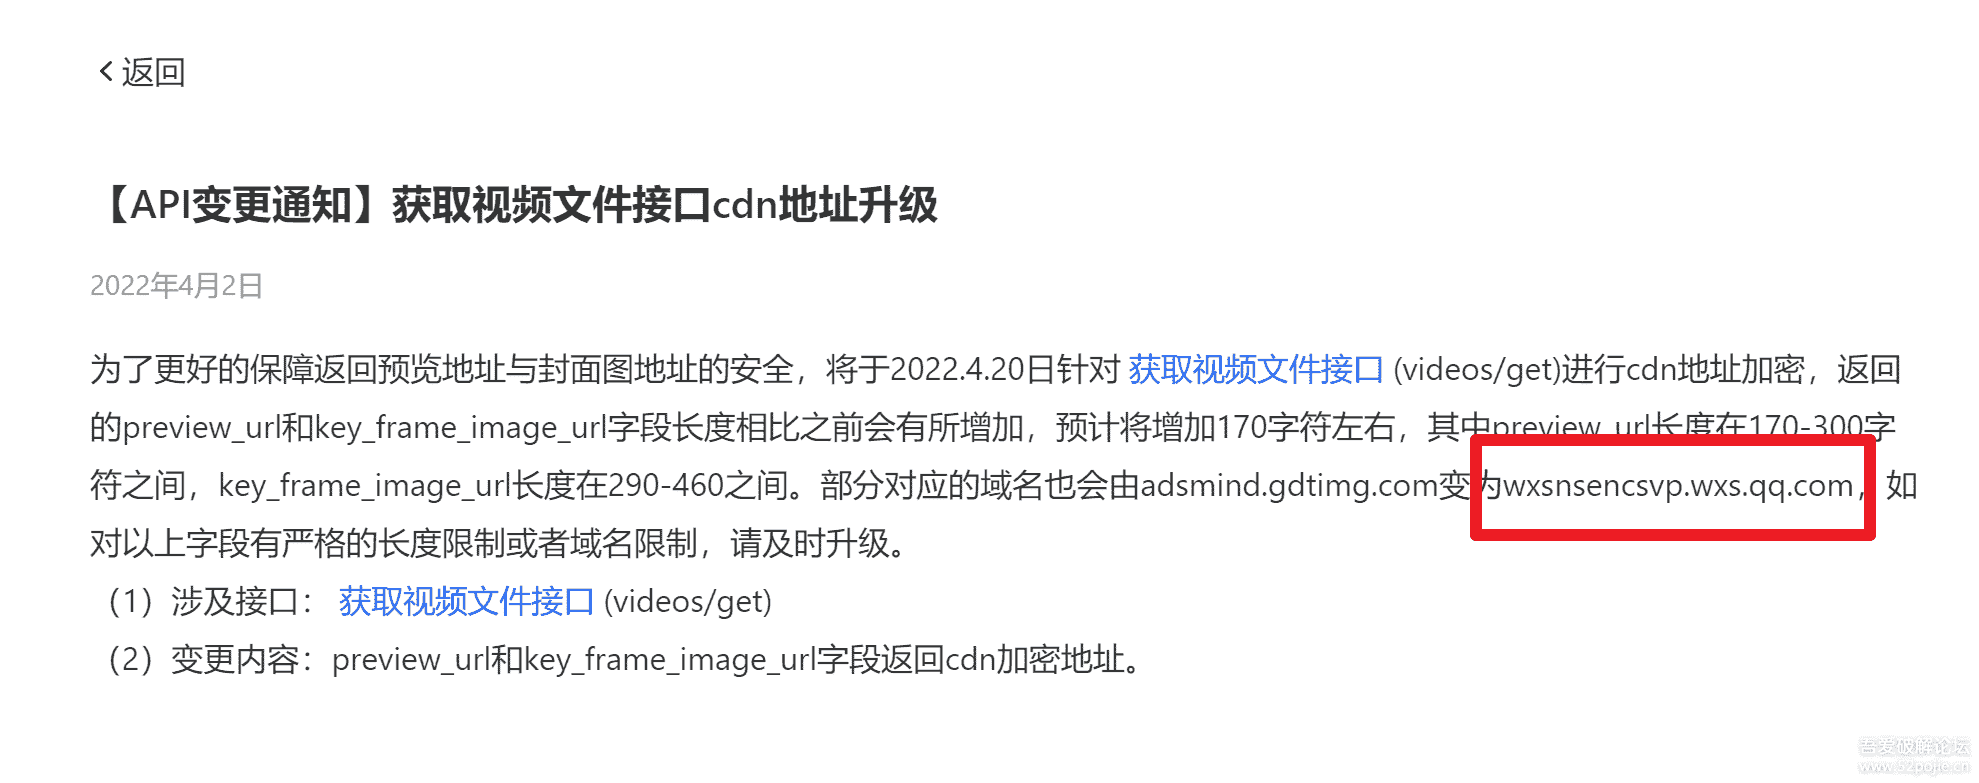 返回
【API变更通知】获取视频文件接口cdn地址升级
2022年4月2日
为了更好的保障返回预览地址与封面图地址的安全，将于2022.4.20日针对 获取视频文件接口 (videos/get)进行cdn地址加密，返回
的preview_url和key_frame_image_url字段长度相比之前会有所增加，预计将增加170字符左右，其中preview_url长度在170-300字
符之间，key_frame_image_url长度在290-460之间。部分对应的域名也会由adsmind.gdtimg.com变为wxsnsencsvp.wxs.qq.com，如
对以上字段有严格的长度限制或者域名限制，请及时升级。
（1）涉及接口： 获取视频文件接口 (videos/get)
（2）变更内容：preview_url和key_frame_image_url字段返回cdn加密地址。
吾爱破解论坛
www.52pojie.cn